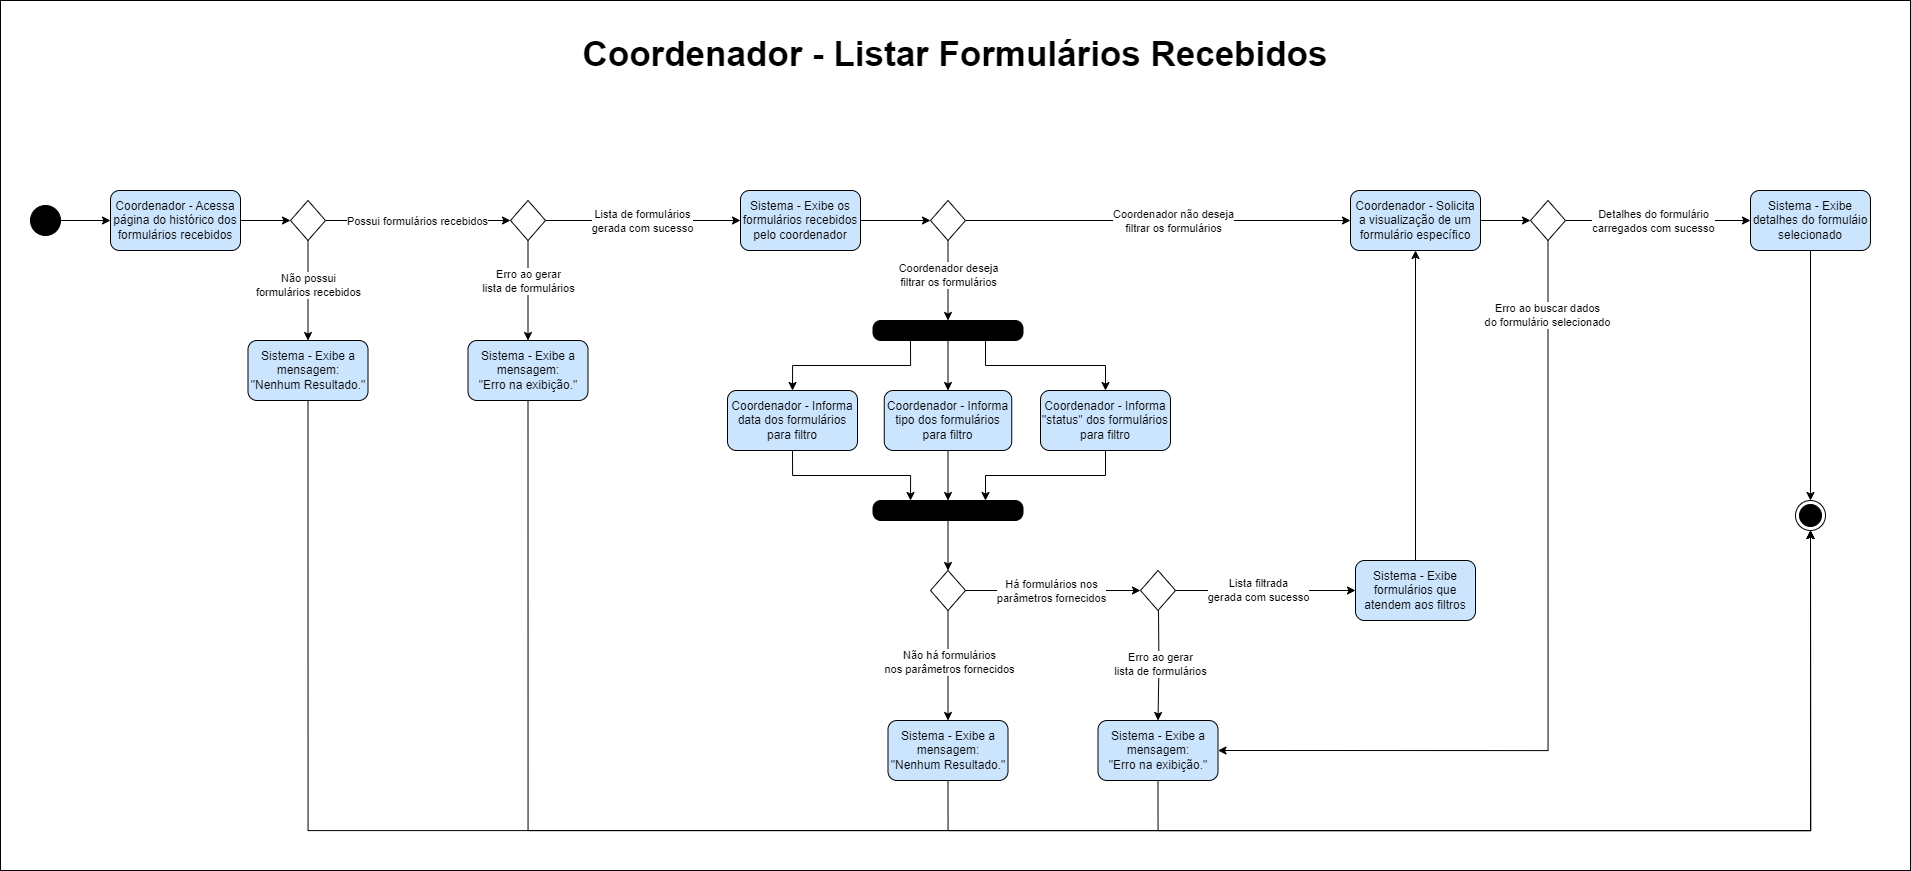 Coordenador - Listar Formulários Recebidos
Coordenador - Acessa
página do histórico dos
formulários recebidos
Possui formulários recebidos
Lista de formulários
gerada com sucesso
Sistema - Exibe os
formulários recebidos
pelo coordenador
Coordenador não deseja
filtrar os formulários
Coordenador - Solicita
a visualização de um
formulário específico
Detalhes do formulário
carregados com sucesso
Sistema - Exibe
detalhes do formuláio
selecionado
Não possui
formulários recebidos
Erro ao gerar
lista de formulários
Coordenador deseja
filtrar os formulários
Erro ao buscar dados
do formulário selecionado
Sistema - Exibe a
mensagem:
"Nenhum Resultado."
Sistema - Exibe a
mensagem:
"Erro na exibição."
Coordenador - Informa
data dos formulários
para filtro
Coordenador - Informa
tipo dos formulários
para filtro
Coordenador - Informa
"status" dos formulários
para filtro
Há formulários nos
parâmetros fornecidos
Lista filtrada
gerada com sucesso
Sistema - Exibe
formulários que
atendem aos filtros
Não há formulários
nos parâmetros fornecidos
Erro ao gerar
lista de formulários
Sistema - Exibe a
mensagem:
"Nenhum Resultado."
Sistema - Exibe a
mensagem:
"Erro na exibição."